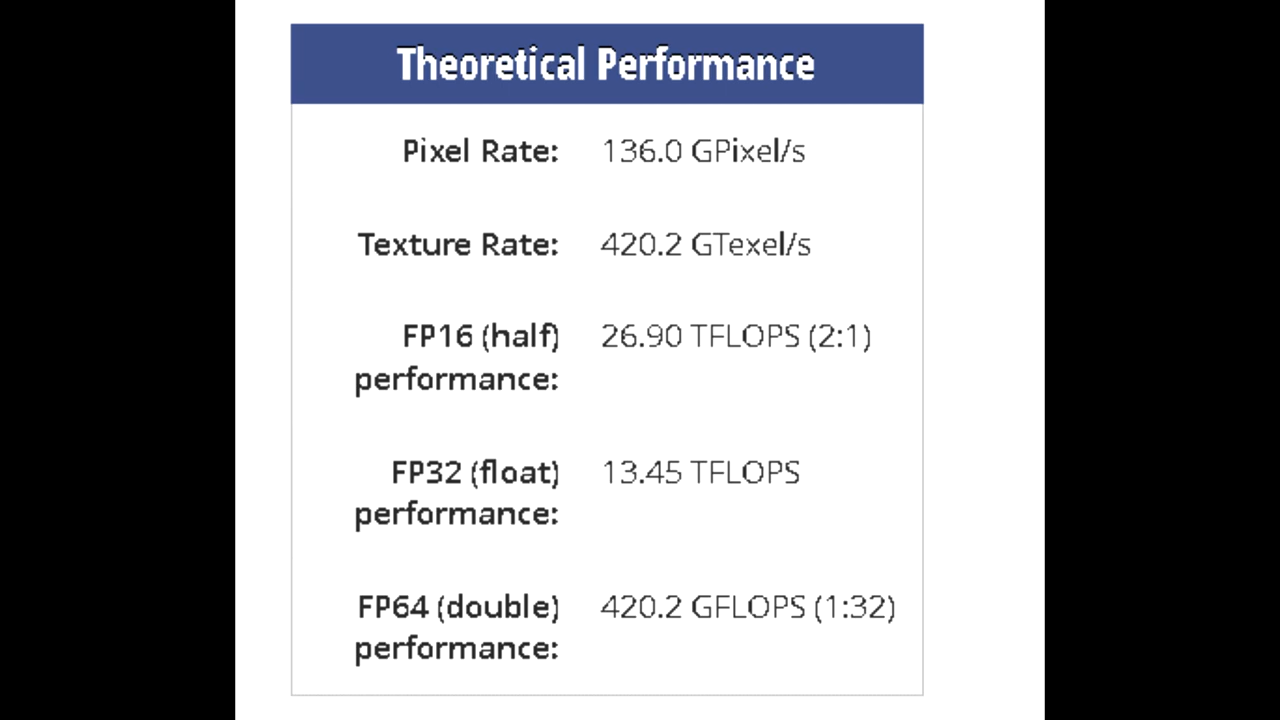 Theoretical Performance
Pixel Rate: 136.0 GPixel/s
Texture Rate: 420.2 GTexel/s
FP16 (half) 26.90 TFLOPS (2:1)
performance:
FP32 (float) 13.45 TFLOPS
performance:
FP64 (double) 420.2 GFLOPS (1:32)
performance: